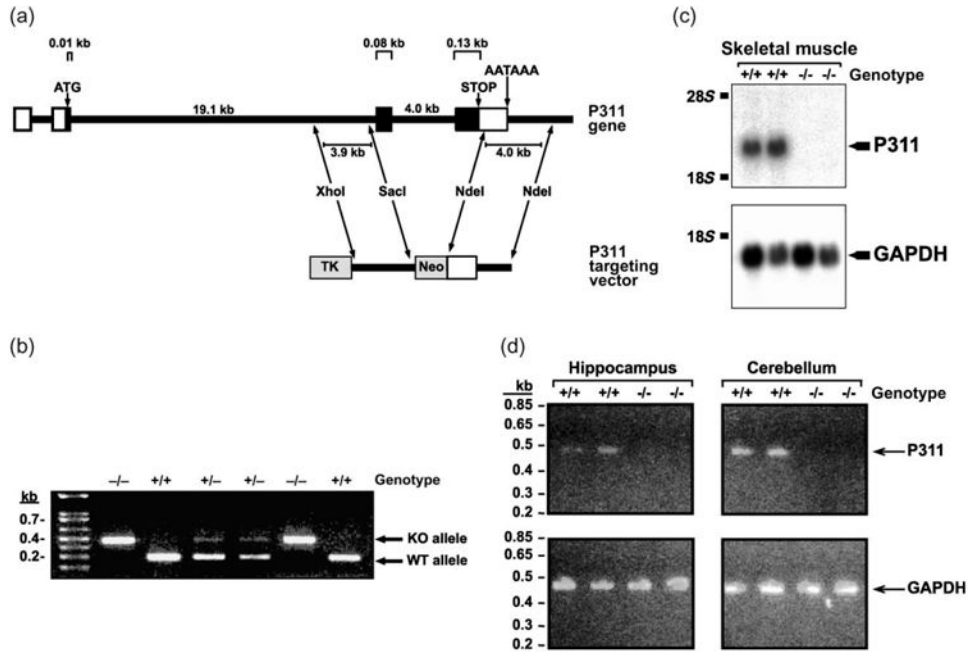 (a)
0.01 kb
0.08 kb
0.13 kb
AATAAA
ATG
STOP
19.1 kb
4.0 kb
P311
gene
3.9 kb
4.0 kb
XhoI
SacI
NdeI
NdeI
TK
Neo
P311
targeting
vector
(b)
kb
–/–
+/+
+/–
+/–
–/–
+/+
Genotype
0.7-
0.4-
0.2-
KO allele
WT allele
(c)
Skeletal muscle
+/+ +/+ -/- -/- Genotype
28S
P311
18S
18S
GAPDH
(d)
Hippocampus
Cerebellum
kb
+/+ +/+ -/- -/-
+/+ +/+ -/- -/-
Genotype
0.85 -
0.65 -
0.5 -
0.4 -
0.3 -
0.2 -
P311
0.85 -
0.65 -
0.5 -
0.4 -
0.3 -
0.2 -
GAPDH